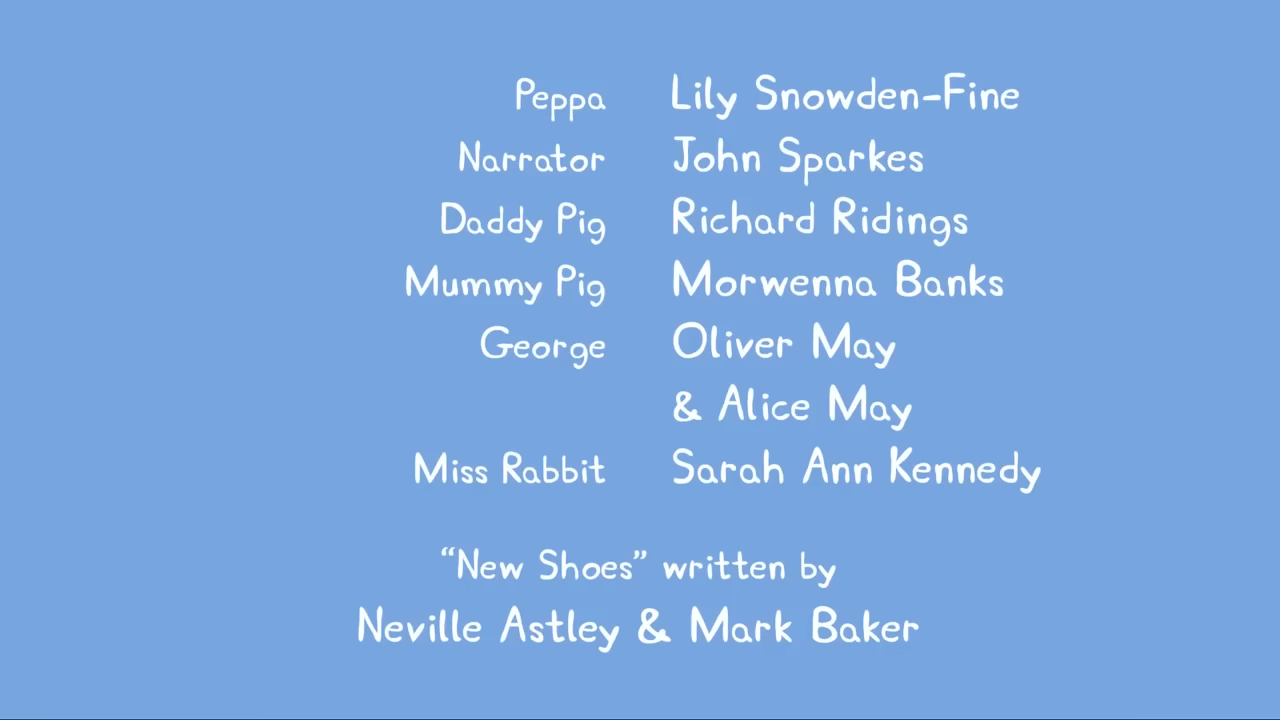 Peppa Lily Snowden-Fine
Narrator John Sparkes
Daddy Pig Richard Ridings
Mummy Pig Morwenna Banks
George Oliver May
& Alice May
Miss Rabbit Sarah Ann Kennedy
“New Shoes” written by
Neville Astley & Mark Baker